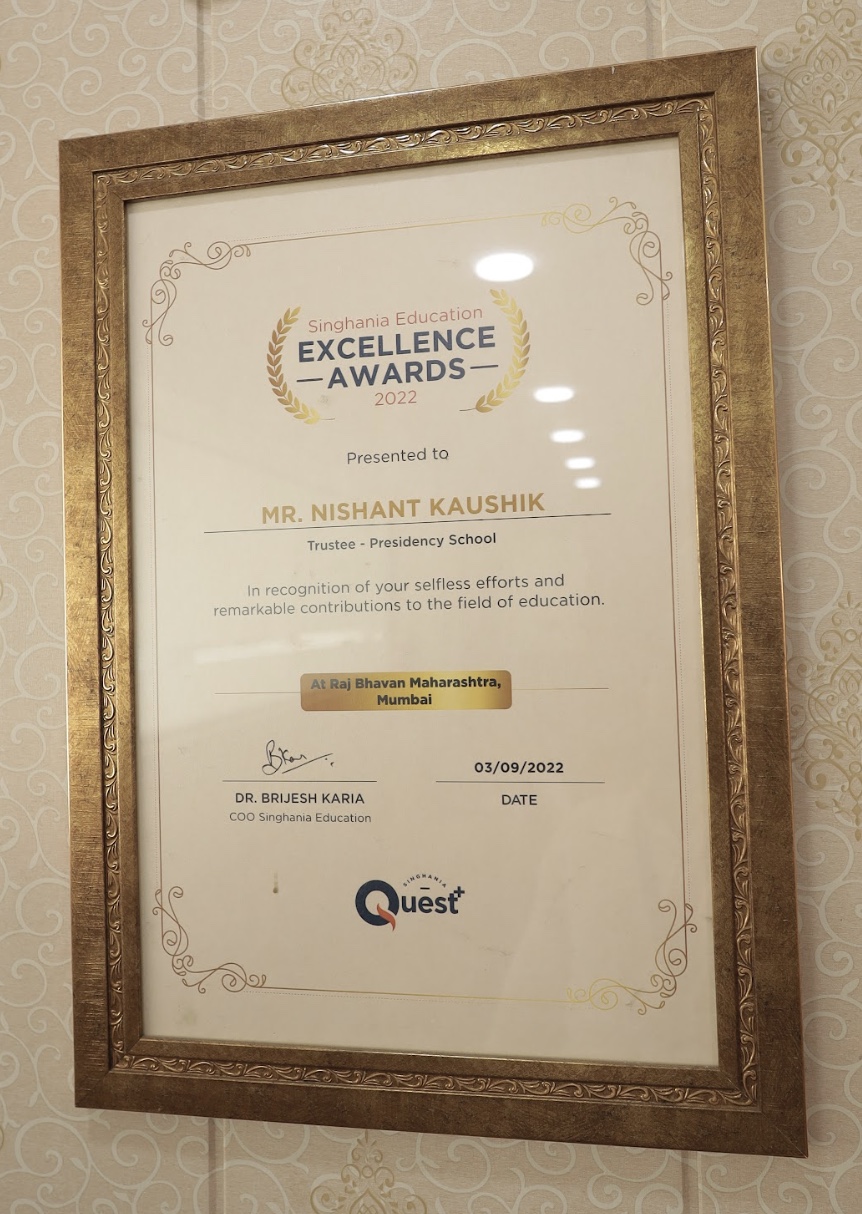 Singhania Education
EXCELLENCE
AWARDS
2022
Presented to
MR. NISHANT KAUSHIK
Trustee - Presidency School
In recognition of your selfless efforts and
remarkable contributions to the field of education.
At Raj Bhavan Maharashtra,
Mumbai
03/09/2022
DR. BRIJESH KARIA
DATE
COO Singhania Education
SINGHANIA
Quest+